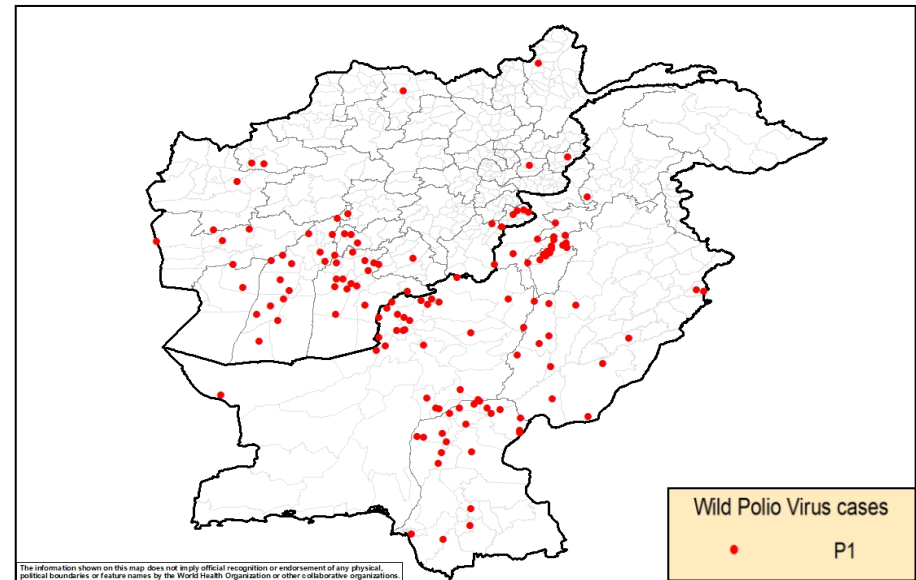 Wild Polio Virus cases
P1
The information shown on this map does not imply official recognition or endorsement of any physical,
political boundaries or feature names by the World Health Organization or other collaborative organizations.